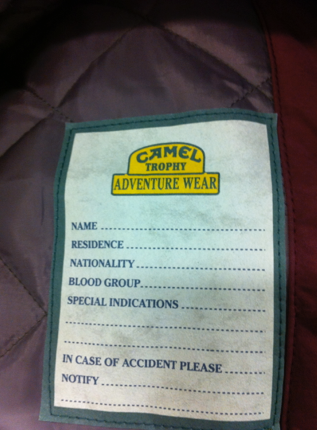 CAMEL
TROPHY
ADVENTURE WEAR
NAME
RESIDENCE
NATIONALITY
BLOOD GROUP
SPECIAL INDICATIONS
IN CASE OF ACCIDENT PLEASE
NOTIFY